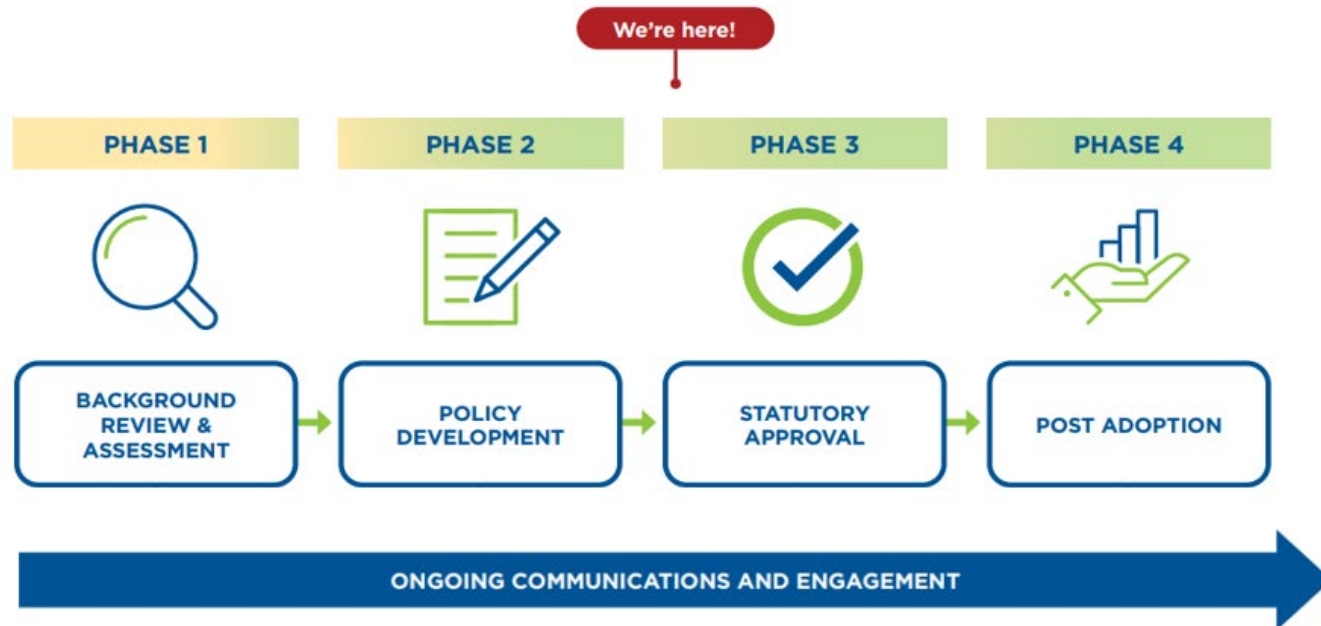 We're here!
PHASE 1
PHASE 2
PHASE 3
PHASE 4
BACKGROUND
REVIEW &
ASSESSMENT
POLICY
DEVELOPMENT
STATUTORY
APPROVAL
POST ADOPTION
ONGOING COMMUNICATIONS AND ENGAGEMENT